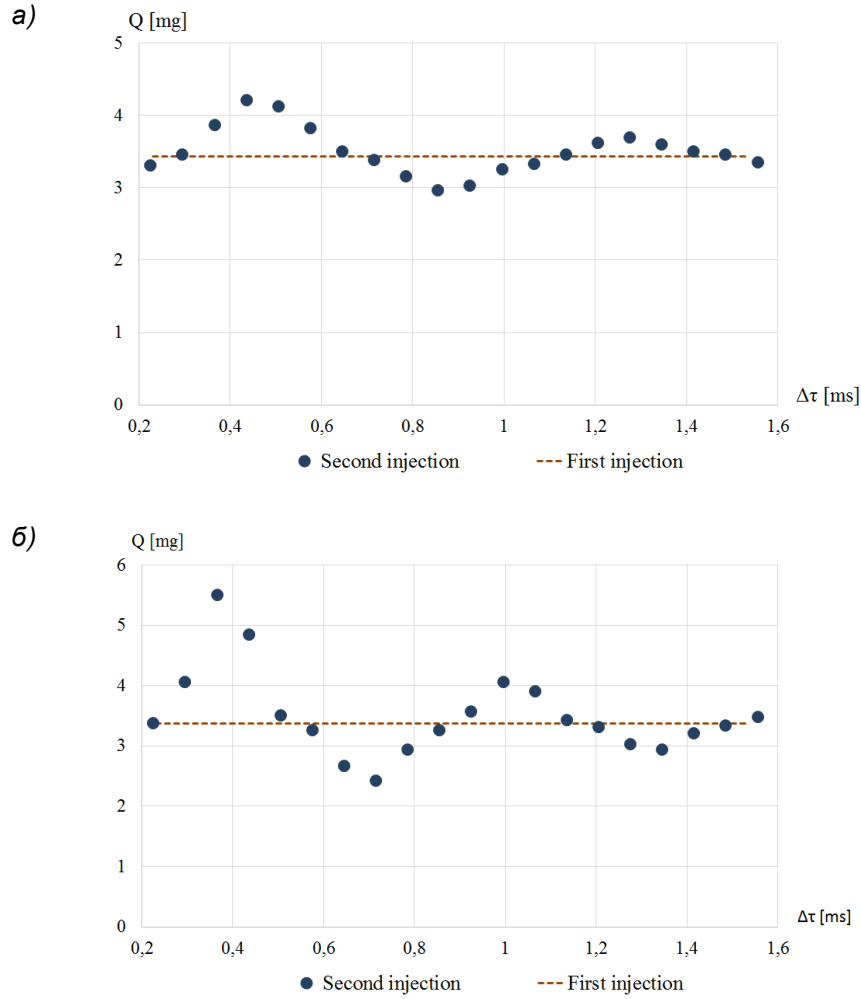 а)
Q [mg]
5
4
3
2
1
0
Δτ [ms]
0,2 0,4 0,6 0,8 1 1,2 1,4 1,6
Second injection First injection
б)
Q [mg]
6
5
4
3
2
1
0
Δτ [ms]
0,2 0,4 0,6 0,8 1 1,2 1,4 1,6
Second injection First injection